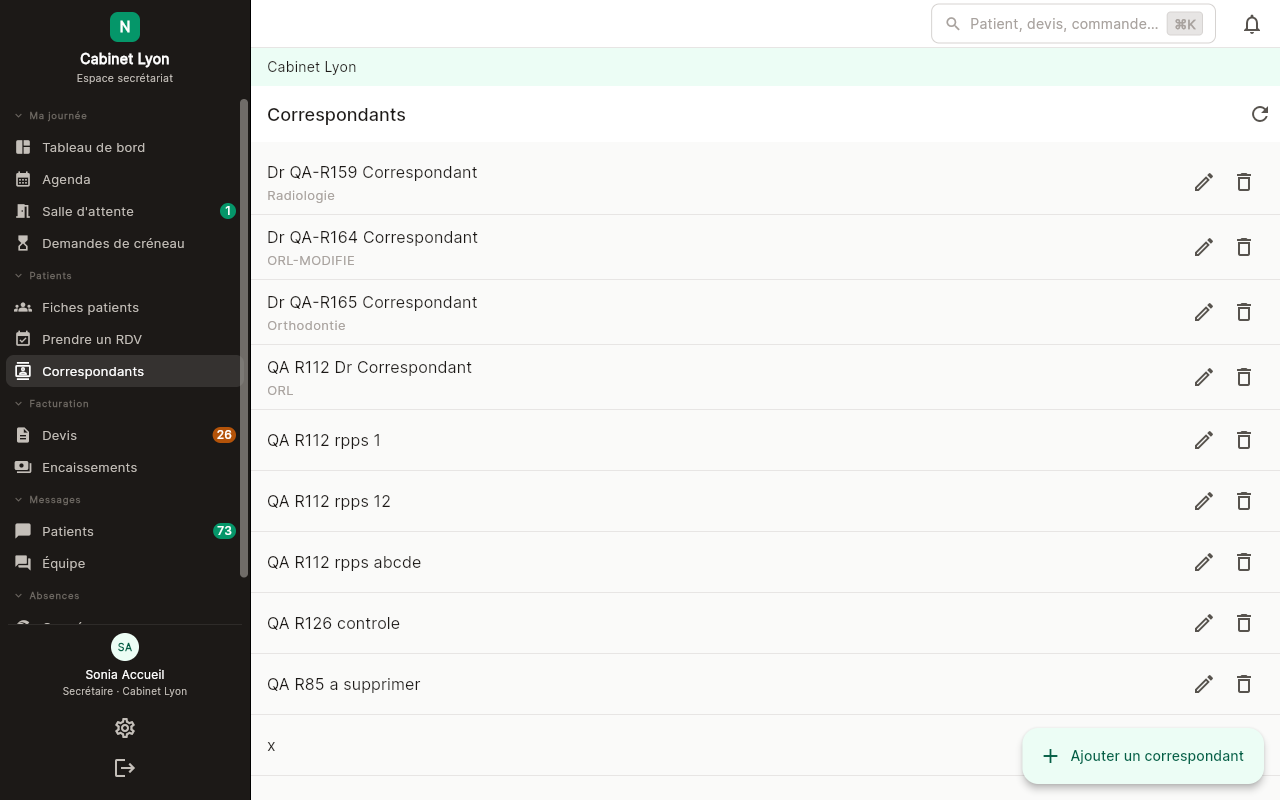 N
Cabinet Lyon
Espace secrétariat
Ma journée
Tableau de bord
Agenda
Salle d'attente 1
Demandes de créneau
Patients
Fiches patients
Prendre un RDV
Correspondants
Facturation
Devis 26
Encaissements
Messages
Patients 73
Équipe
Absences
SA
Sonia Accueil
Secrétaire · Cabinet Lyon
Patient, devis, commande... ⌘K
Cabinet Lyon
Correspondants
Dr QA-R159 Correspondant
Radiologie
Dr QA-R164 Correspondant
ORL-MODIFIE
Dr QA-R165 Correspondant
Orthodontie
QA R112 Dr Correspondant
ORL
QA R112 rpps 1
QA R112 rpps 12
QA R112 rpps abcde
QA R126 controle
QA R85 a supprimer
x
Ajouter un correspondant